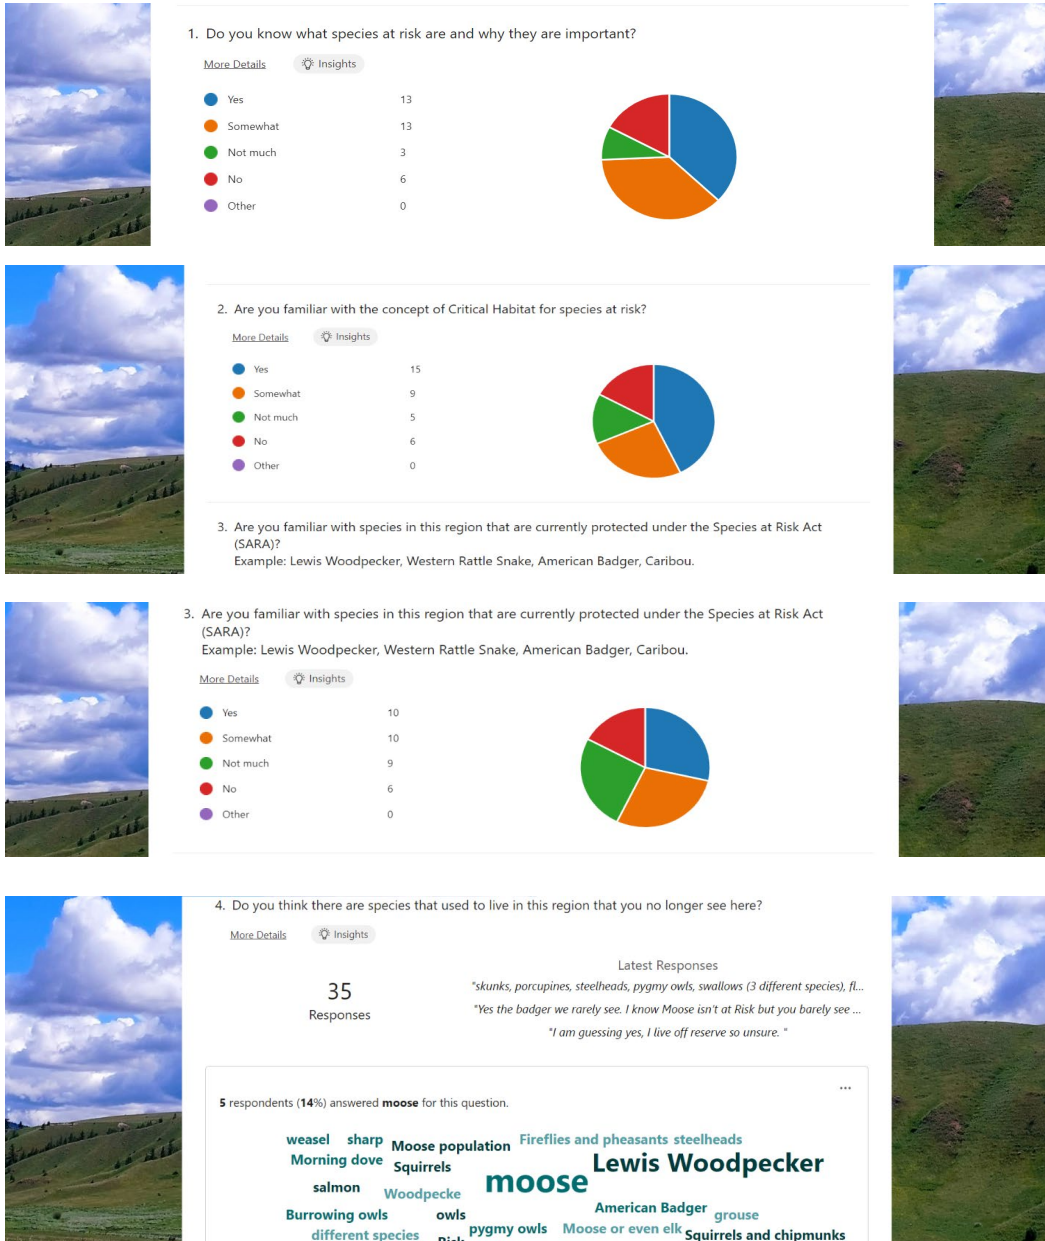 1. Do you know what species at risk are and why they are important?
More Details Insights
Yes 13
Somewhat 13
Not much 3
No 6
Other 0
2. Are you familiar with the concept of Critical Habitat for species at risk?
More Details Insights
Yes 15
Somewhat 9
Not much 5
No 6
Other 0
3. Are you familiar with species in this region that are currently protected under the Species at Risk Act
(SARA)?
Example: Lewis Woodpecker, Western Rattle Snake, American Badger, Caribou.
3. Are you familiar with species in this region that are currently protected under the Species at Risk Act
(SARA)?
Example: Lewis Woodpecker, Western Rattle Snake, American Badger, Caribou.
More Details Insights
Yes 10
Somewhat 10
Not much 9
No 6
Other 0
4. Do you think there are species that used to live in this region that you no longer see here?
More Details Insights
35
Responses
Latest Responses
"skunks, porcupines, steelheads, pygmy owls, swallows (3 different species), fl...
"Yes the badger we rarely see. I know Moose isn't at Risk but you barely see ...
"I am guessing yes, I live off reserve so unsure. "
...
5 respondents (14%) answered moose for this question.
weasel sharp Moose population Fireflies and pheasants steelheads
Morning dove Squirrels moose Lewis Woodpecker
salmon Woodpecke
Burrowing owls owls American Badger grouse
different species pygmy owls Moose or even elk Squirrels and chipmunks